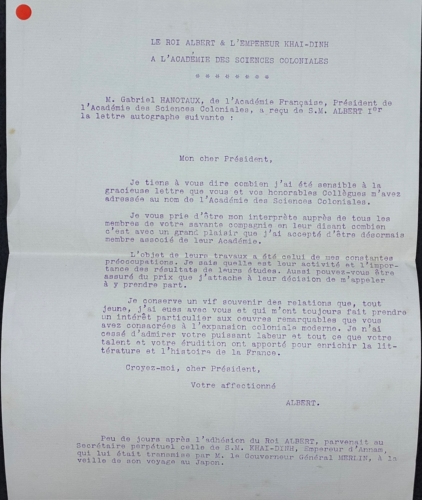 LE ROI ALBERT & L'EMPEREUR KHAI-DINH
A L'ACADÉMIE DES SCIENCES COLONIALES
* * * * * * * *
M. Gabriel HANOTAUX, de l'Académie Française, Président de
l'Académie des Sciences Coloniales, a reçu de S.M. ALBERT Ier
la lettre autographe suivante :
Mon cher Président,
Je tiens à vous dire combien j'ai été sensible à la
gracieuse lettre que vous et vos honorables Collègues m'avez
adressée au nom de l'Académie des Sciences Coloniales.
Je vous prie d'être mon interprète auprès de tous les
membres de votre savante compagnie en leur disant combien
c'est avec un grand plaisir que j'ai accepté d'être désormais
membre associé de leur Académie.
L'objet de leurs travaux a été celui de mes constantes
préoccupations. Je sais quelle est leur activité et l'impor-
tance des résultats de leurs études. Aussi pouvez-vous être
assuré du prix que j'attache à leur décision de m'appeler
à y prendre part.
Je conserve un vif souvenir des relations que, tout
jeune, j'ai eues avec vous et qui m'ont toujours fait prendre
un intérêt particulier aux oeuvres remarquables que vous
avez consacrées à l'expansion coloniale moderne. Je n'ai
cessé d'admirer votre puissant labeur et tout ce que votre
talent et votre érudition ont apporté pour enrichir la lit-
térature et l'histoire de la France.
Croyez-moi, cher Président,
Votre affectionné
ALBERT.
Peu de jours après l'adhésion du Roi ALBERT, parvenait au
Secrétaire perpétuel celle de S.M. KHAI-DINH, Empereur d'Annam,
qui lui était transmise par M. le Gouverneur Général MERLIN, à la
veille de son voyage au Japon.